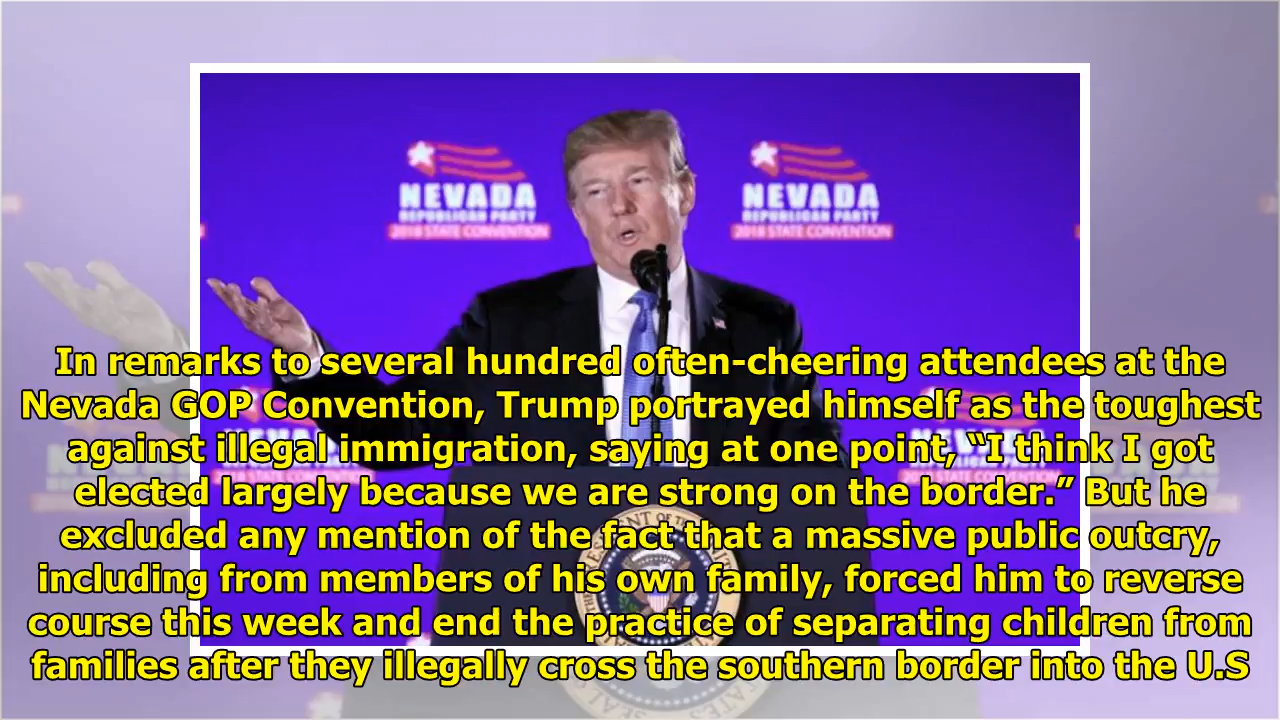 NEVADA
REPUBLICAN PARTY
2018 STATE CONVENTION
NEVADA
REPUBLICAN PARTY
2018 STATE CONVENTION
In remarks to several hundred often-cheering attendees at the
Nevada GOP Convention, Trump portrayed himself as the toughest
against illegal immigration, saying at one point, “I think I got
elected largely because we are strong on the border.” But he
excluded any mention of the fact that a massive public outcry,
including from members of his own family, forced him to reverse
course this week and end the practice of separating children from
families after they illegally cross the southern border into the U.S